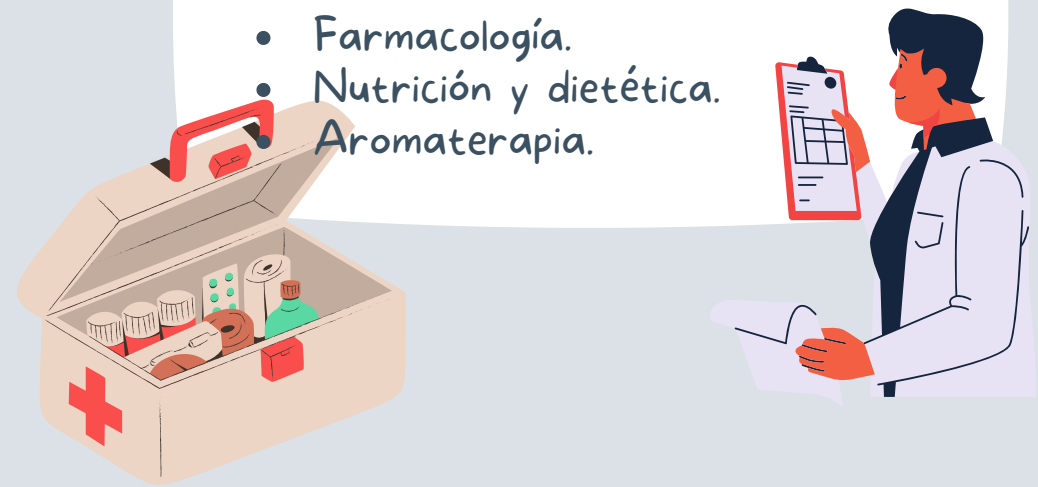 • Farmacología.
• Nutrición y dietética.
• Aromaterapia.